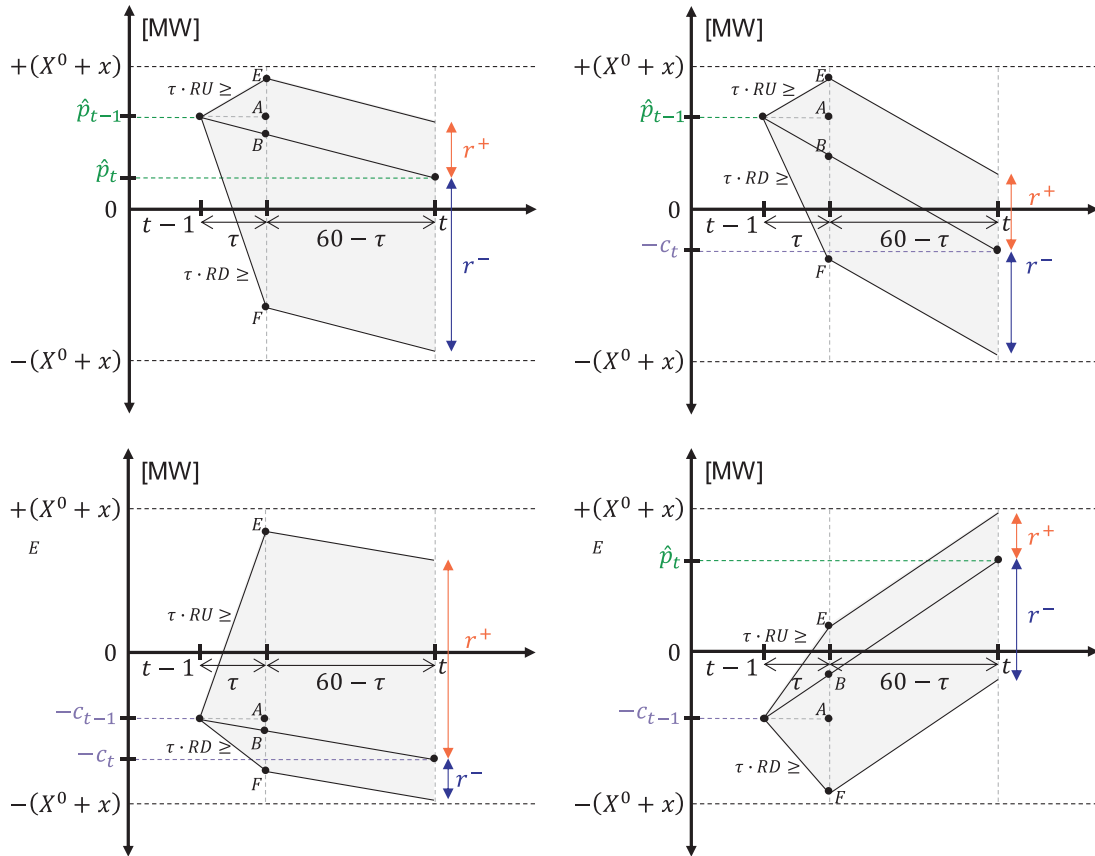 [MW]
+(X⁰ + x)
τ · RU ≥
E
p̂ₜ₋₁
A
B
r⁺
p̂ₜ
0
t − 1
τ
60 − τ
t
τ · RD ≥
r⁻
F
−(X⁰ + x)
[MW]
+(X⁰ + x)
τ · RU ≥
E
p̂ₜ₋₁
A
B
τ · RD ≥
r⁺
0
t − 1
τ
60 − τ
t
−cₜ
F
r⁻
−(X⁰ + x)
[MW]
+(X⁰ + x)
E
E
τ · RU ≥
r⁺
0
t − 1
τ
60 − τ
t
−cₜ₋₁
A
B
τ · RD ≥
−cₜ
F
r⁻
−(X⁰ + x)
[MW]
+(X⁰ + x)
r⁺
E
p̂ₜ
r⁻
E
τ · RU ≥
0
t − 1
τ
B
60 − τ
t
−cₜ₋₁
A
τ · RD ≥
F
−(X⁰ + x)